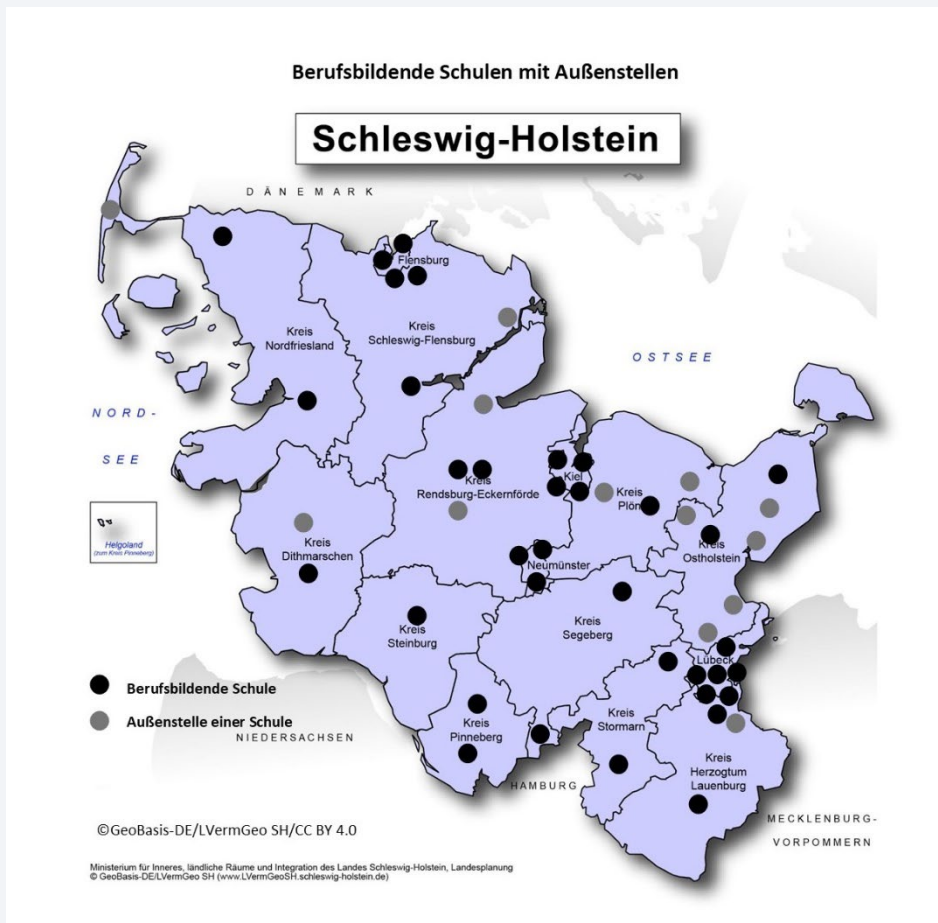 Berufsbildende Schulen mit Außenstellen
Schleswig-Holstein
DÄNEMARK
Flensburg
Kreis
Nordfriesland
Kreis
Schleswig-Flensburg
OSTSEE
NORD-
SEE
Kreis
Rendsburg-Eckernförde
Kiel
Kreis
Plön
Helgoland
(zum Kreis Pinneberg)
Kreis
Dithmarschen
Kreis
Ostholstein
Neumünster
Kreis
Steinburg
Kreis
Segeberg
Lübeck
Berufsbildende Schule
Außenstelle einer Schule
NIEDERSACHSEN
Kreis
Pinneberg
Kreis
Stormarn
HAMBURG
Kreis
Herzogtum
Lauenburg
MECKLENBURG-
VORPOMMERN
©GeoBasis-DE/LVermGeo SH/CC BY 4.0
Ministerium für Inneres, ländliche Räume und Integration des Landes Schleswig-Holstein, Landesplanung
© GeoBasis-DE/LVermGeo SH (www.LVermGeoSH.schleswig-holstein.de)